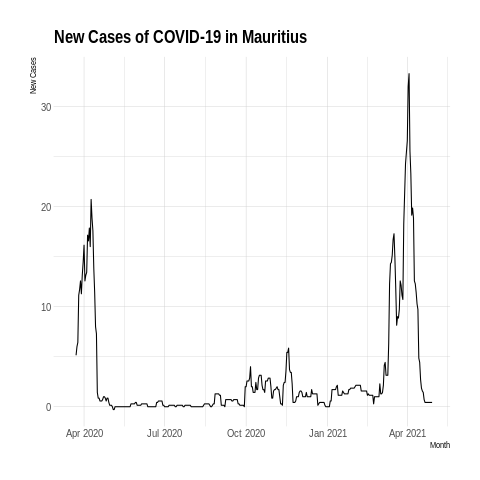 New Cases of COVID-19 in Mauritius
New Cases
30
20
10
0
Apr 2020 Jul 2020 Oct 2020 Jan 2021 Apr 2021
Month